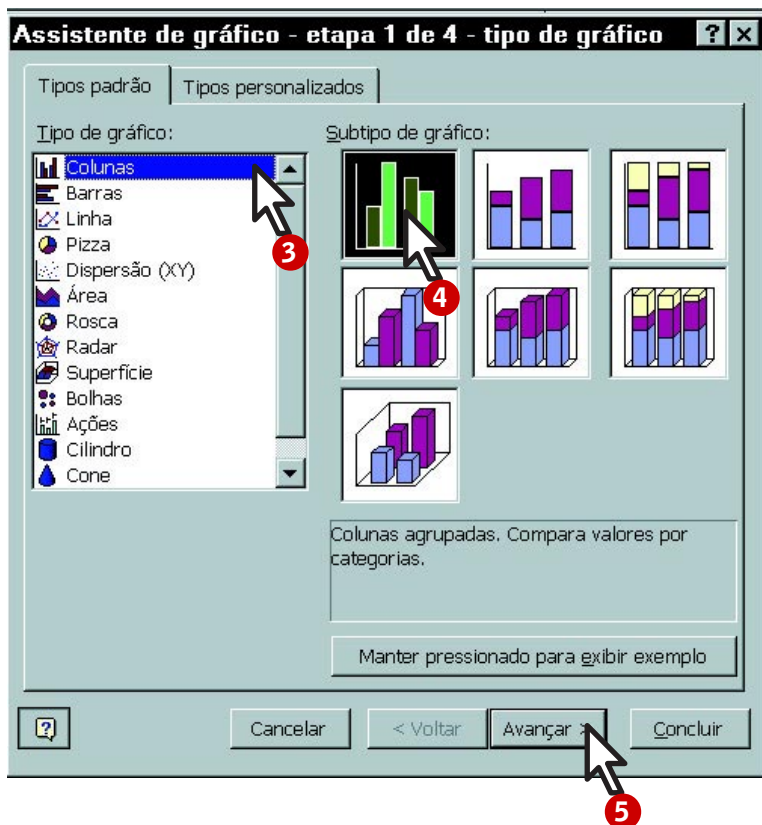 Assistente de gráfico - etapa 1 de 4 - tipo de gráfico
Tipos padrão
Tipos personalizados
Tipo de gráfico:
Colunas
Barras
Linha
Pizza
Dispersão (XY)
Área
Rosca
Radar
Superfície
Bolhas
Ações
Cilindro
Cone
3
Subtipo de gráfico:
4
Colunas agrupadas. Compara valores por
categorias.
Manter pressionado para exibir exemplo
Cancelar
< Voltar
Avançar >
Concluir
5